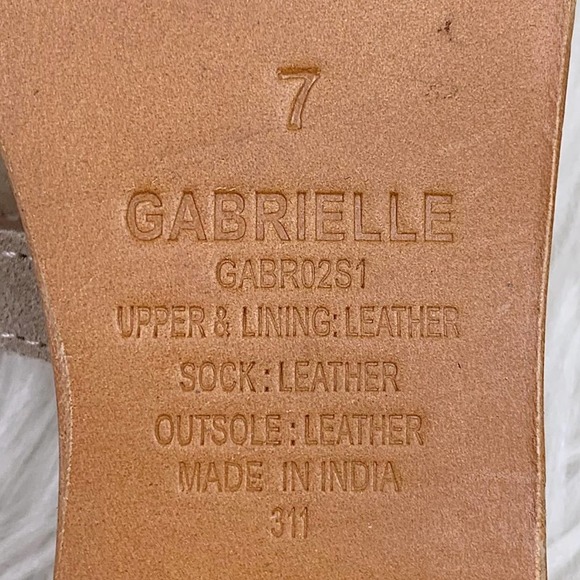 7
GABRIELLE
GABR02S1
UPPER & LINING: LEATHER
SOCK : LEATHER
OUTSOLE : LEATHER
MADE IN INDIA
311